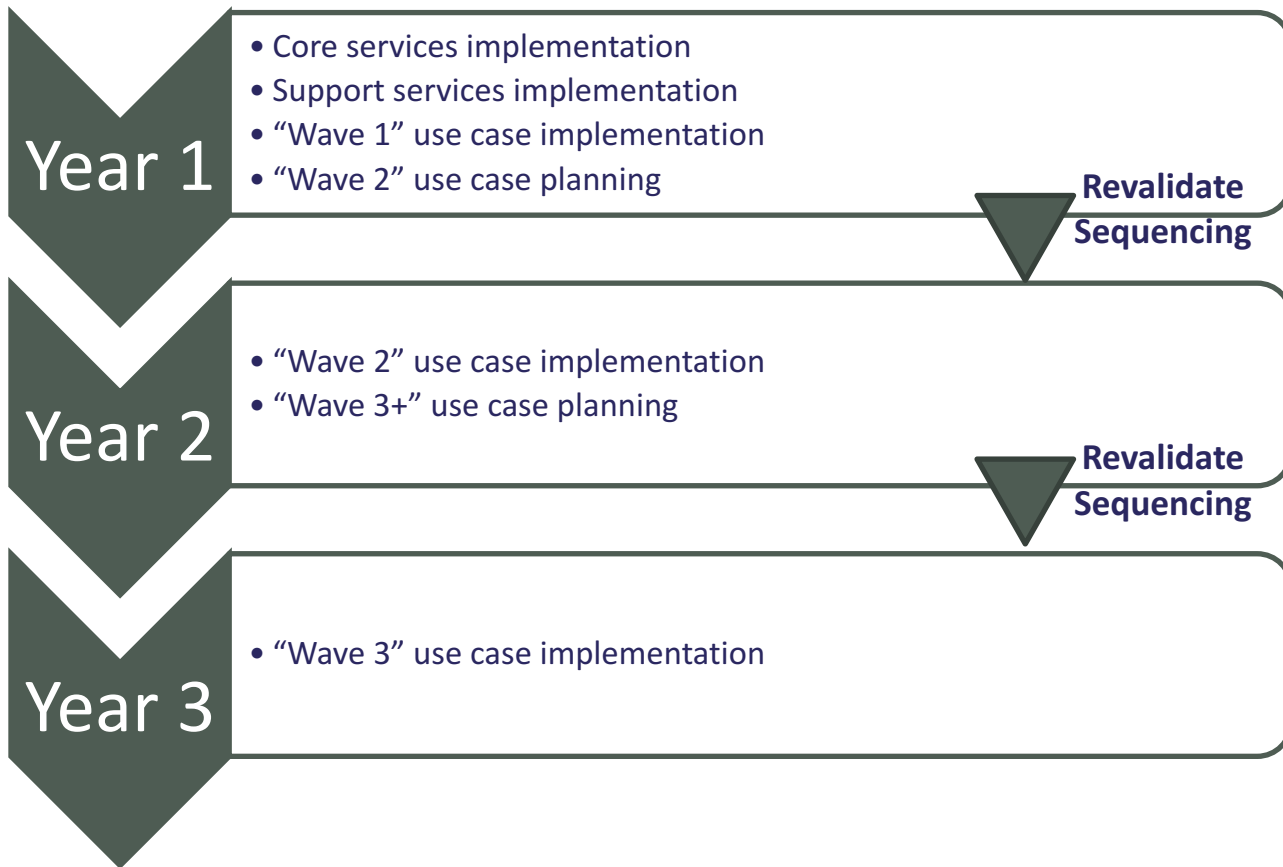 Year 1
• Core services implementation
• Support services implementation
• “Wave 1” use case implementation
• “Wave 2” use case planning
Revalidate
Sequencing
Year 2
• “Wave 2” use case implementation
• “Wave 3+” use case planning
Revalidate
Sequencing
Year 3
• “Wave 3” use case implementation